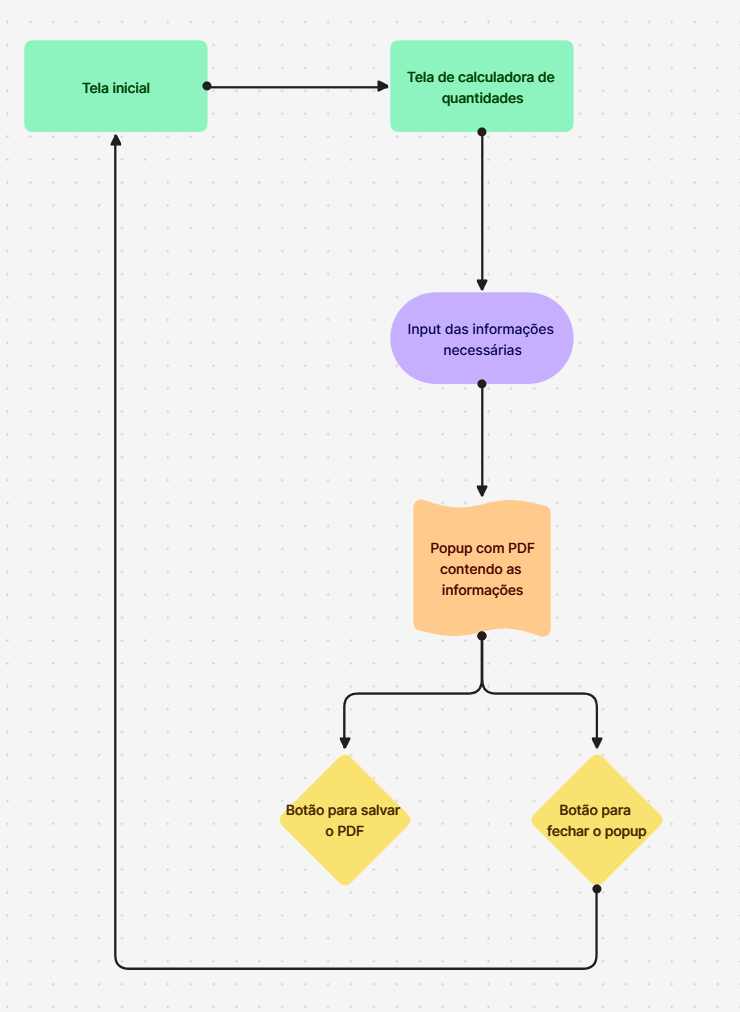 Tela inicial
Tela de calculadora de
quantidades
Input das informações
necessárias
Popup com PDF
contendo as
informações
Botão para salvar
o PDF
Botão para
fechar o popup